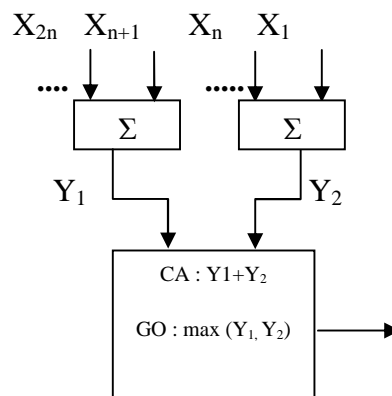 X2n Xn+1 Xn X1
.... .....
Σ Σ
Y1 Y2
CA : Y1+Y2
GO : max (Y1, Y2)